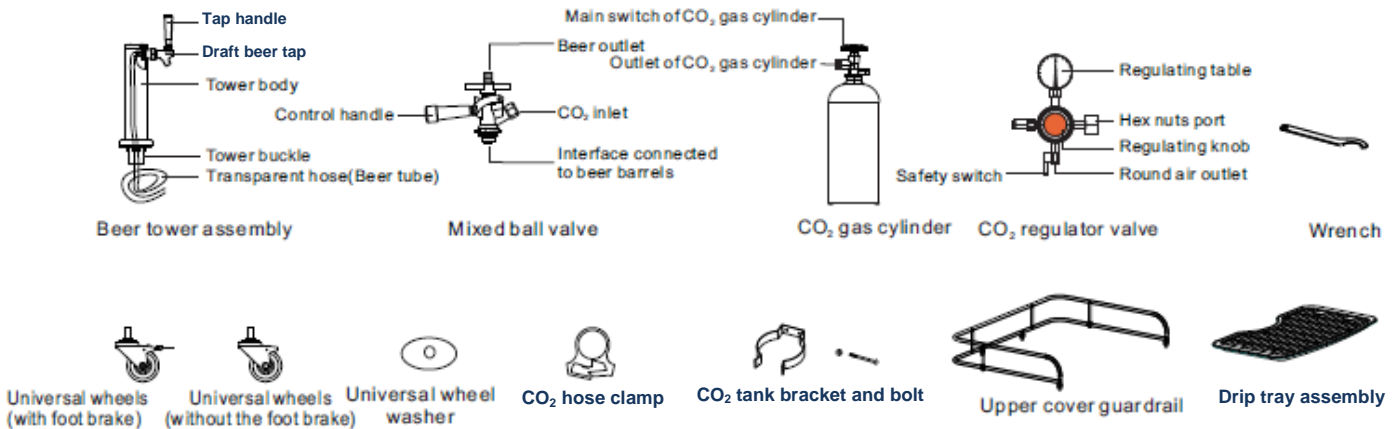 Tap handle
Draft beer tap
Tower body
Tower buckle
Transparent hose(Beer tube)
Beer tower assembly
Beer outlet
Control handle
CO₂ inlet
Interface connected
to beer barrels
Mixed ball valve
Main switch of CO₂ gas cylinder
Outlet of CO₂ gas cylinder
CO₂ gas cylinder
Regulating table
Hex nuts port
Regulating knob
Safety switch
Round air outlet
CO₂ regulator valve
Wrench
Universal wheels
(with foot brake)
Universal wheels
(without the foot brake)
Universal wheel
washer
CO₂ hose clamp
CO₂ tank bracket and bolt
Upper cover guardrail
Drip tray assembly